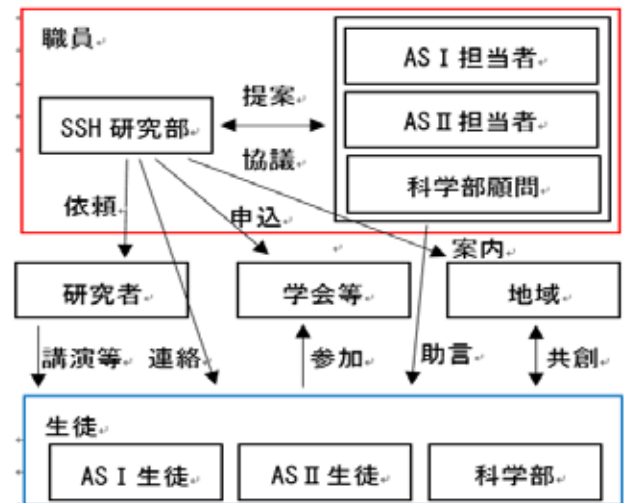 職員
ASⅠ担当者
提案
SSH 研究部
ASⅡ担当者
協議
科学部顧問
依頼
申込
案内
研究者
学会等
地域
講演等
連絡
参加
助言
共創
生徒
ASⅠ生徒
ASⅡ生徒
科学部